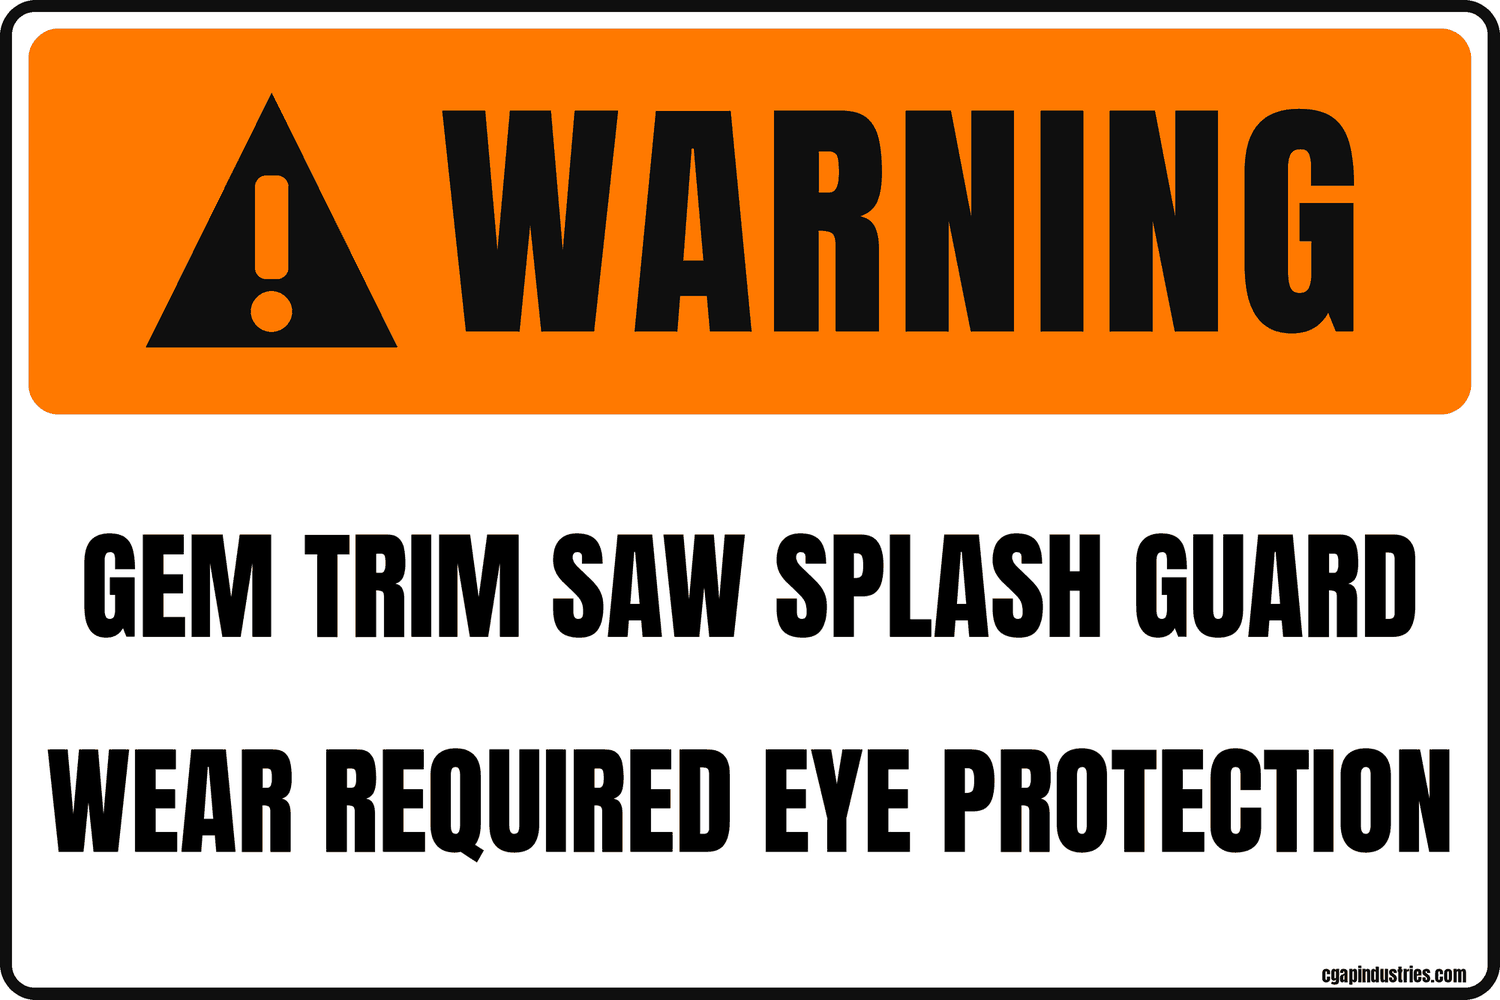 WARNING
GEM TRIM SAW SPLASH GUARD
WEAR REQUIRED EYE PROTECTION
cgapindustries.com